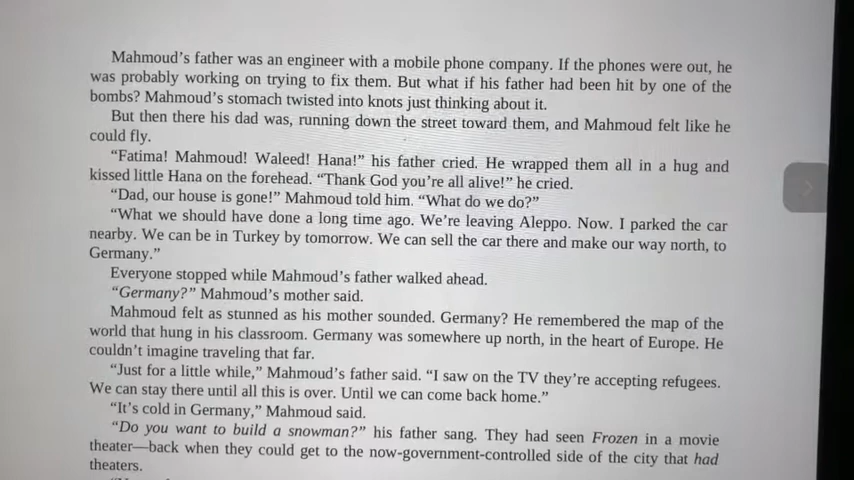 Mahmoud’s father was an engineer with a mobile phone company. If the phones were out, he
was probably working on trying to fix them. But what if his father had been hit by one of the
bombs? Mahmoud’s stomach twisted into knots just thinking about it.
But then there his dad was, running down the street toward them, and Mahmoud felt like he
could fly.
“Fatima! Mahmoud! Waleed! Hana!” his father cried. He wrapped them all in a hug and
kissed little Hana on the forehead. “Thank God you’re all alive!” he cried.
“Dad, our house is gone!” Mahmoud told him. “What do we do?”
“What we should have done a long time ago. We’re leaving Aleppo. Now. I parked the car
nearby. We can be in Turkey by tomorrow. We can sell the car there and make our way north, to
Germany.”
Everyone stopped while Mahmoud’s father walked ahead.
“Germany?” Mahmoud’s mother said.
Mahmoud felt as stunned as his mother sounded. Germany? He remembered the map of the
world that hung in his classroom. Germany was somewhere up north, in the heart of Europe. He
couldn’t imagine traveling that far.
“Just for a little while,” Mahmoud’s father said. “I saw on the TV they’re accepting refugees.
We can stay there until all this is over. Until we can come back home.”
“It’s cold in Germany,” Mahmoud said.
“Do you want to build a snowman?” his father sang. They had seen Frozen in a movie
theater—back when they could get to the now-government-controlled side of the city that had
theaters.